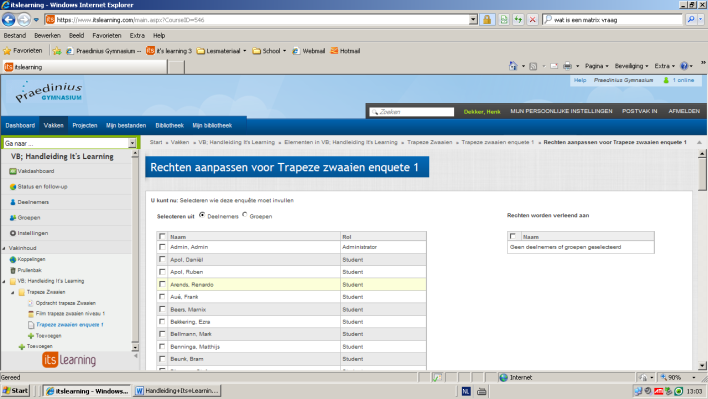 itslearning - Windows Internet Explorer
https://www.itslearning.com/main.aspx?CourseID=546
wat is een matrix vraag
Bestand Bewerken Beeld Favorieten Extra Help
Favorieten Praedinius Gymnasium -- it's learning 3 Lesmateriaal School Webmail Hotmail
itslearning
Pagina Beveiliging Extra
Help Praedinius Gymnasium 1 online
Praedinius
GYMNASIUM
Zoeken Dekker, Henk MIJN PERSOONLIJKE INSTELLINGEN POSTVAK IN AFMELDEN
Dashboard Vakken Projecten Mijn bestanden Bibliotheek Mijn bibliotheek
Ga naar ...
Start » Vakken » VB; Handleiding It's Learning » Elementen in VB; Handleiding It's Learning » Trapeze Zwaaien » Trapeze zwaaien enquete 1 » Rechten aanpassen voor Trapeze zwaaien enquete 1
VB; Handleiding It's Learning
Vakdashboard
Status en follow-up
Deelnemers
Groepen
Instellingen
Vakinhoud
Koppelingen
Prullenbak
VB; Handleiding It's Learning
Trapeze Zwaaien
Opdracht trapeze Zwaaien
Film trapeze zwaaien niveau 1
Trapeze zwaaien enquete 1
Toevoegen
Toevoegen
its Learning
Rechten aanpassen voor Trapeze zwaaien enquete 1
U kunt nu: Selecteren wie deze enquête moet invullen
Selecteren uit Deelnemers Groepen
Naam Rol
Admin, Admin Administrator
Apol, Daniël Student
Apol, Ruben Student
Arends, Renardo Student
Aué, Frank Student
Beers, Marnix Student
Bekkering, Ezra Student
Bellmann, Mark Student
Benninga, Matthijs Student
Beunk, Bram Student
Rechten worden verleend aan
Naam
Geen deelnemers of groepen geselecteerd
Gereed
Internet
90%
Start
itslearning - Windows...
Handleiding+Its+Learnin...
NL
13:03